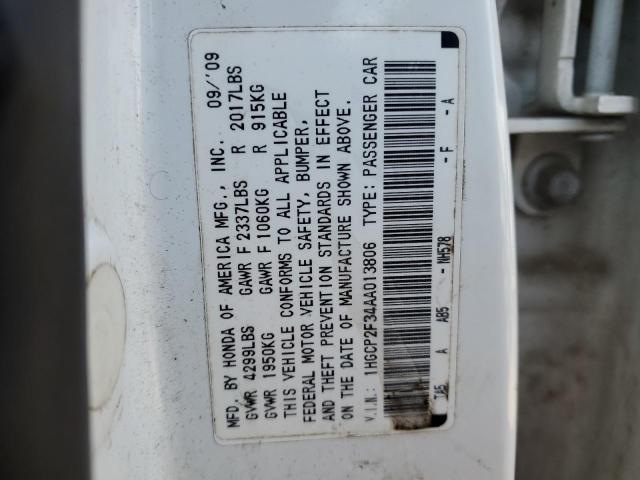 MFD. BY HONDA OF AMERICA MFG., INC. 09/'09
GVWR 4299LBS GAWR F 2337LBS R 2017LBS
GVWR 1950KG GAWR F 1060KG R 915KG
THIS VEHICLE CONFORMS TO ALL APPLICABLE
FEDERAL MOTOR VEHICLE SAFETY, BUMPER,
AND THEFT PREVENTION STANDARDS IN EFFECT
ON THE DATE OF MANUFACTURE SHOWN ABOVE.
V.I.N.: 1HGCP2F34AA013806 TYPE: PASSENGER CAR
TA5 A A85 - NH578 - F - A